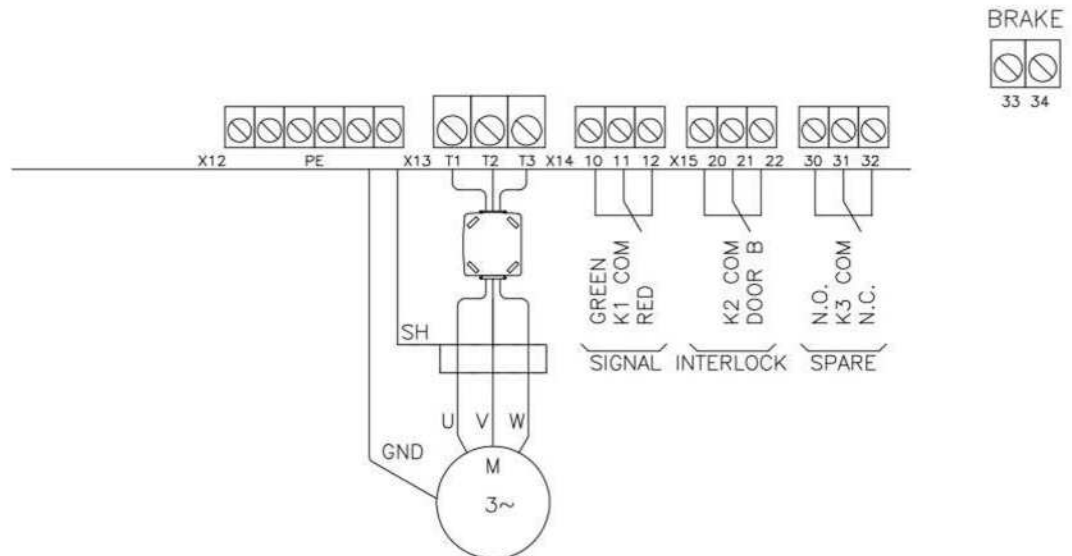 BRAKE
33 34
X12 PE X13 T1 T2 T3 X14 10 11 12 X15 20 21 22 30 31 32
GREEN
K1 COM
RED
K2 COM
DOOR B
N.O.
K3 COM
N.C.
SIGNAL INTERLOCK SPARE
SH
U V W
GND
M
3~